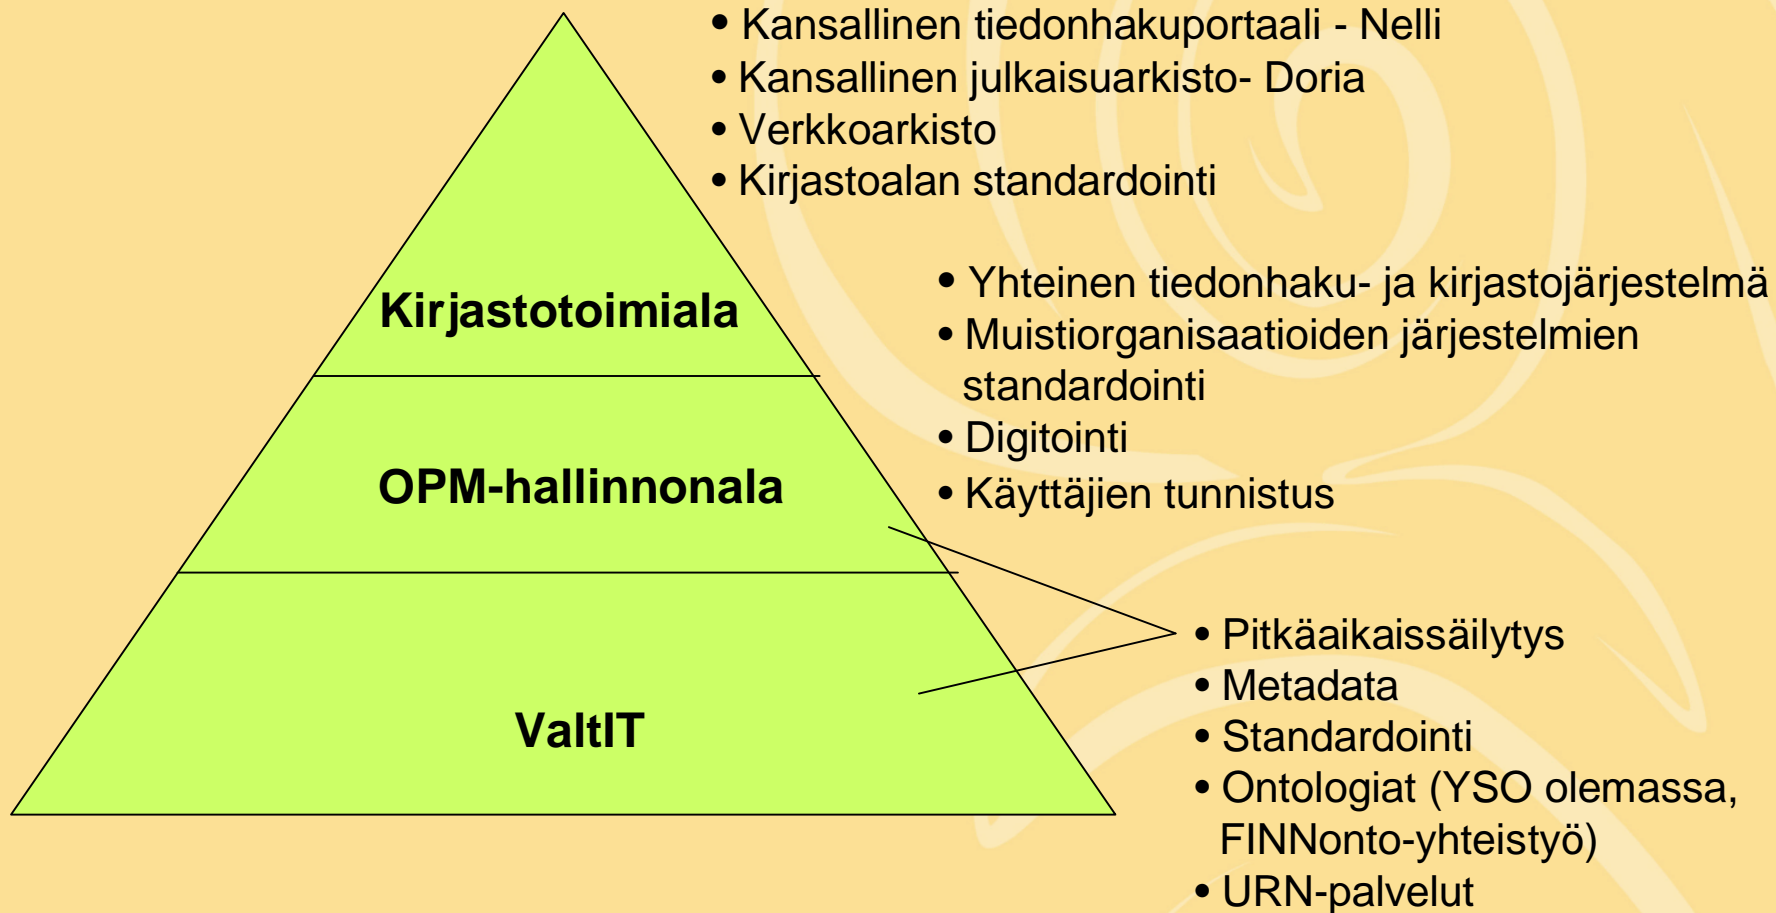 • Kansallinen tiedonhakuportaali - Nelli
• Kansallinen julkaisuarkisto- Doria
• Verkkoarkisto
• Kirjastoalan standardointi
Kirjastotoimiala
• Yhteinen tiedonhaku- ja kirjastojärjestelmä
• Muistiorganisaatioiden järjestelmien
standardointi
• Digitointi
• Käyttäjien tunnistus
OPM-hallinnonala
ValtIT
• Pitkäaikaissäilytys
• Metadata
• Standardointi
• Ontologiat (YSO olemassa,
FINNonto-yhteistyö)
• URN-palvelut